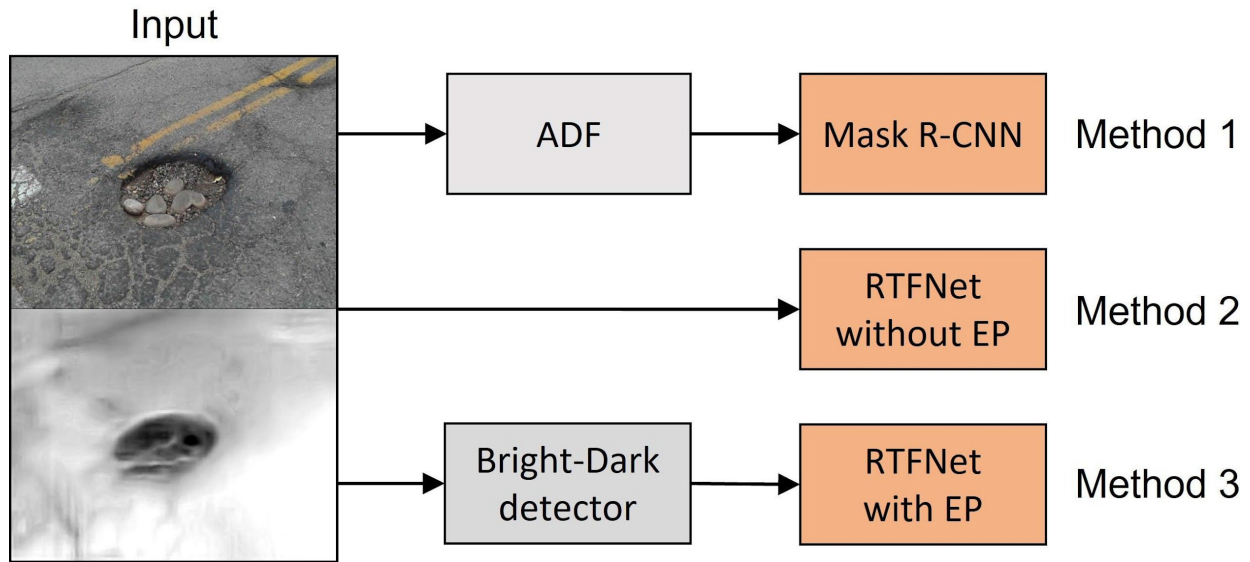 Input
ADF
Mask R-CNN
Method 1
RTFNet
without EP
Method 2
Bright-Dark
detector
RTFNet
with EP
Method 3